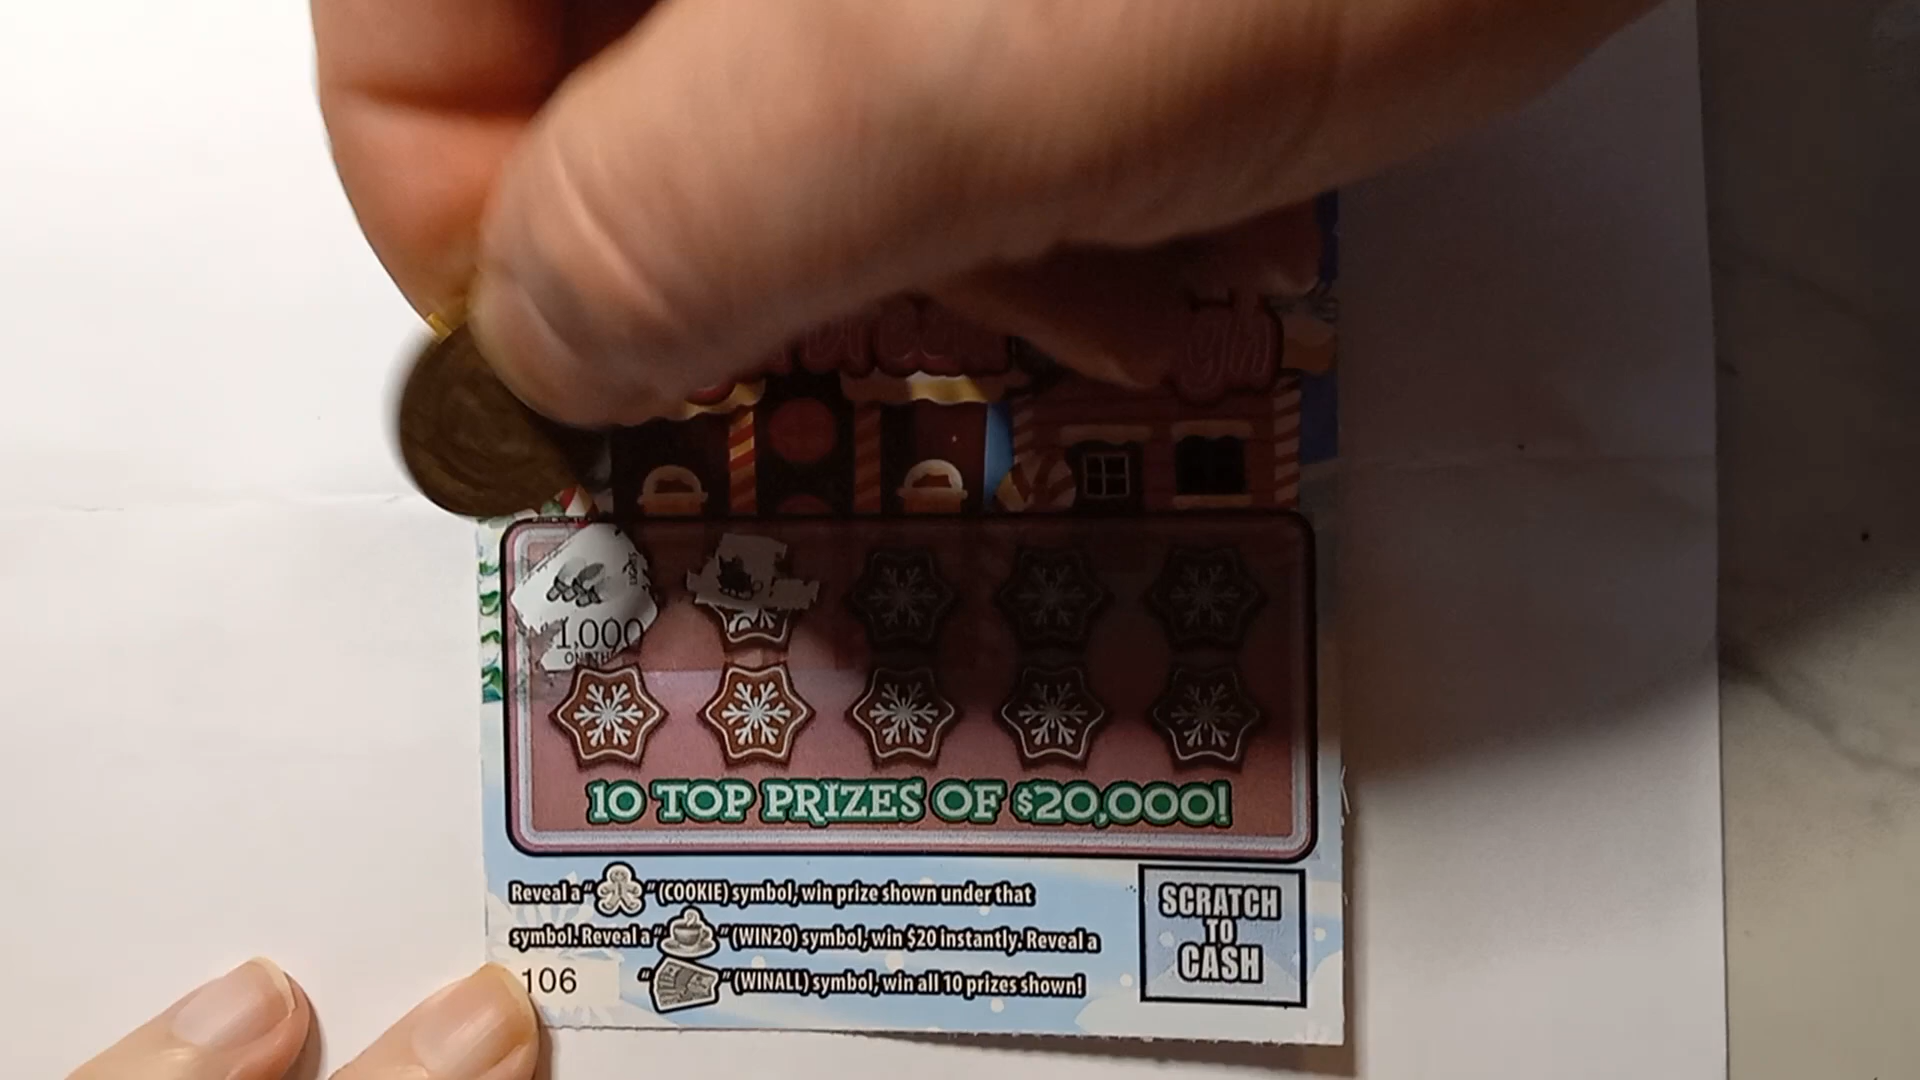 1,000
10 TOP PRIZES OF $20,000!
Reveal a " " (COOKIE) symbol, win prize shown under that
symbol. Reveal a " " (WIN20) symbol, win $20 instantly. Reveal a
" " (WINALL) symbol, win all 10 prizes shown!
106
SCRATCH
TO
CASH